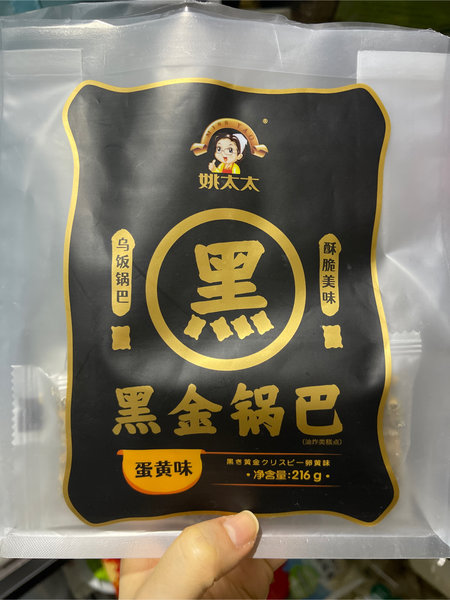 MISS YAO
®
姚太太
乌饭锅巴
酥脆美味
黑
黑金锅巴
(油炸类糕点)
蛋黄味
黒き黄金クリスピー卵黄味
·净含量:216g·